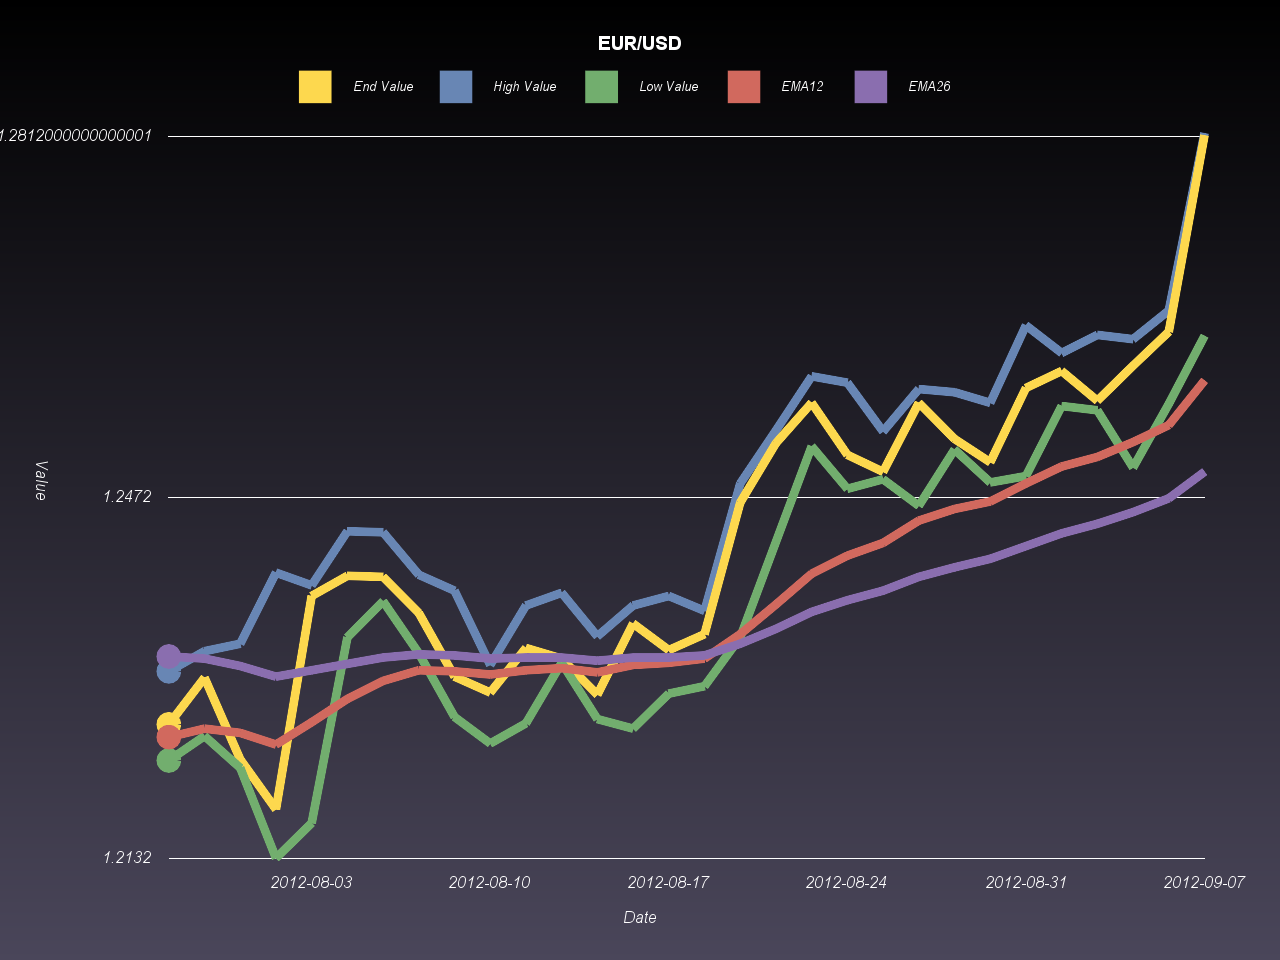 EUR/USD
End Value High Value Low Value EMA12 EMA26
1.2812000000000001
Value
1.2472
1.2132
2012-08-03 2012-08-10 2012-08-17 2012-08-24 2012-08-31 2012-09-07
Date